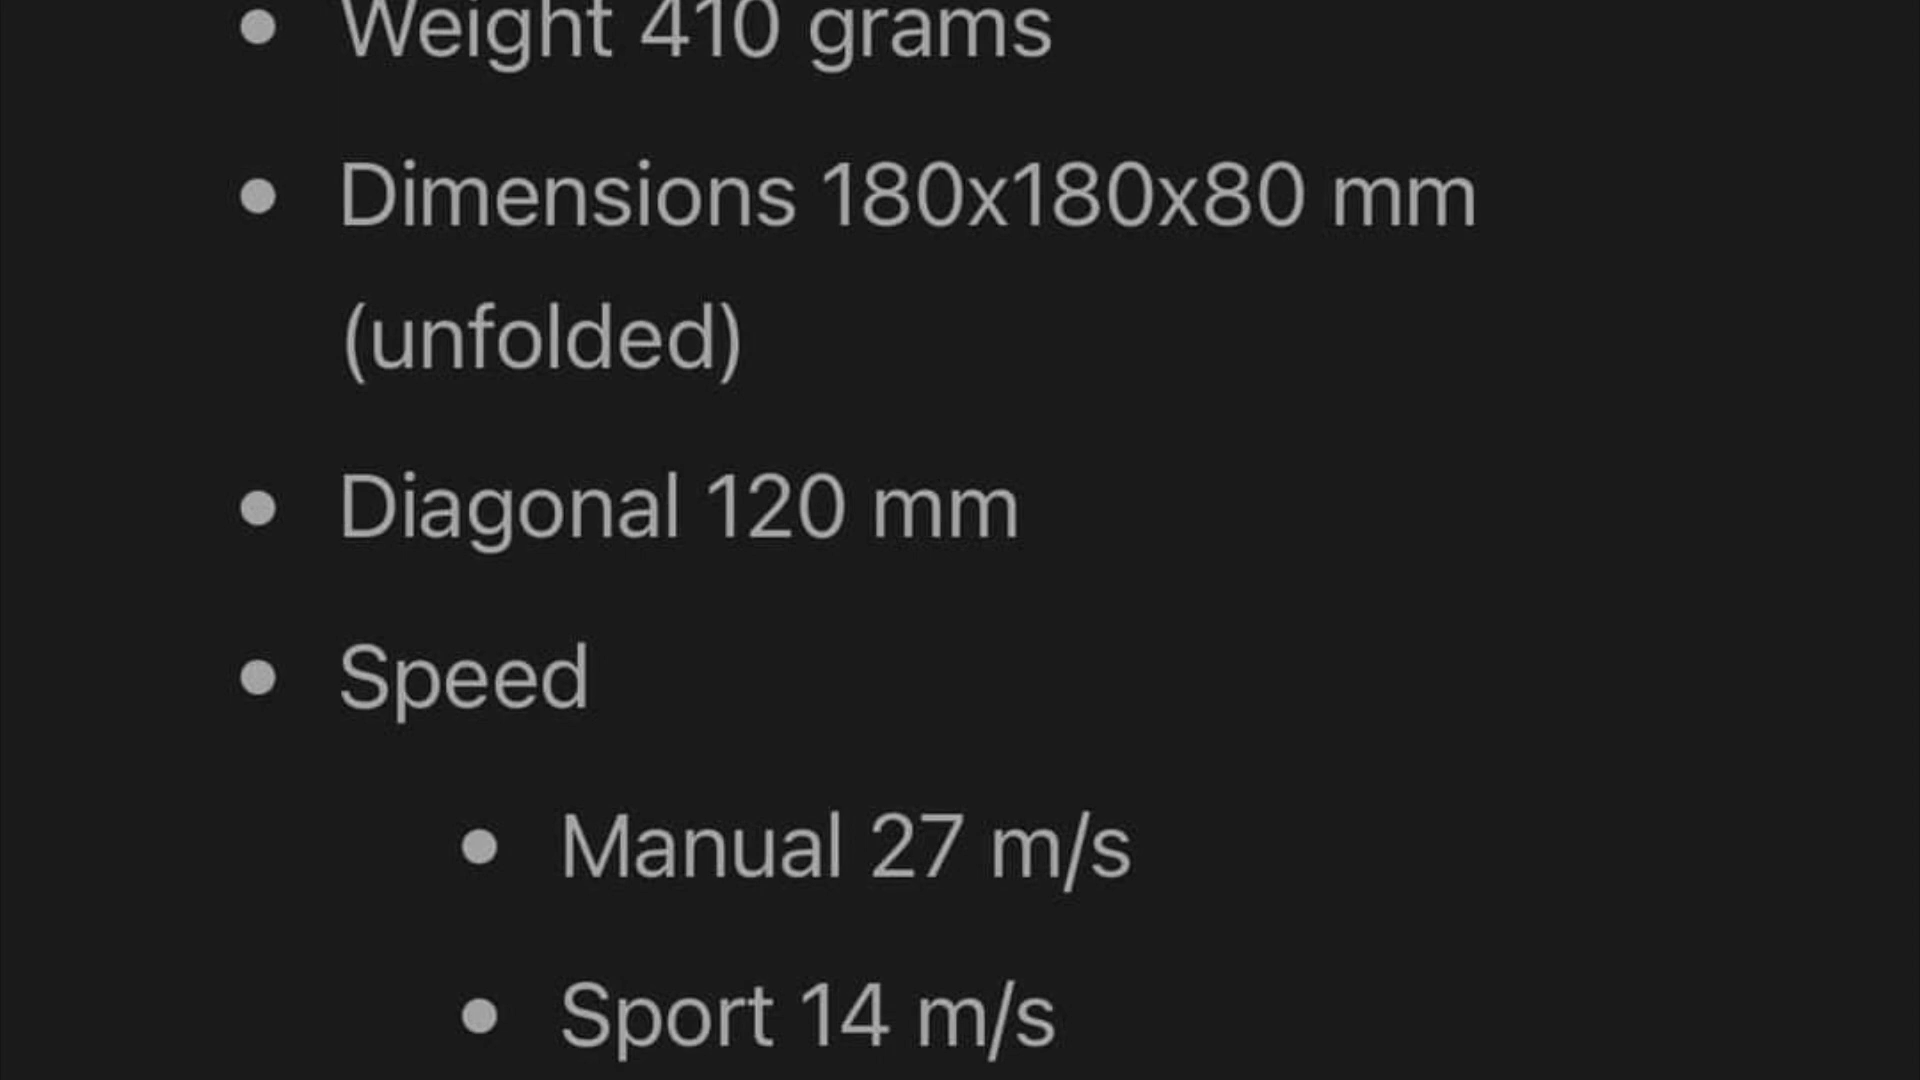 • Weight 410 grams
• Dimensions 180x180x80 mm
(unfolded)
• Diagonal 120 mm
• Speed
• Manual 27 m/s
• Sport 14 m/s